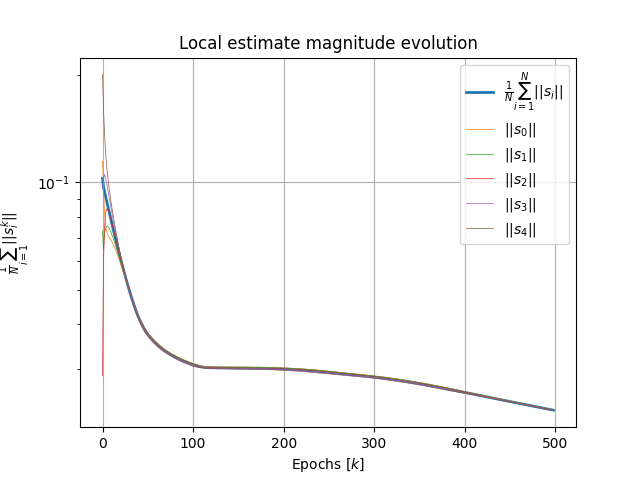 Local estimate magnitude evolution
$\frac{1}{N}\sum_{i=1}^{N}||s_i||$
$||s_0||$
$||s_1||$
$||s_2||$
$||s_3||$
$||s_4||$
$10^{-1}$
$\frac{1}{N}\sum_{i=1}^{N}||s_i^k||$
0 100 200 300 400 500
Epochs [$k$]